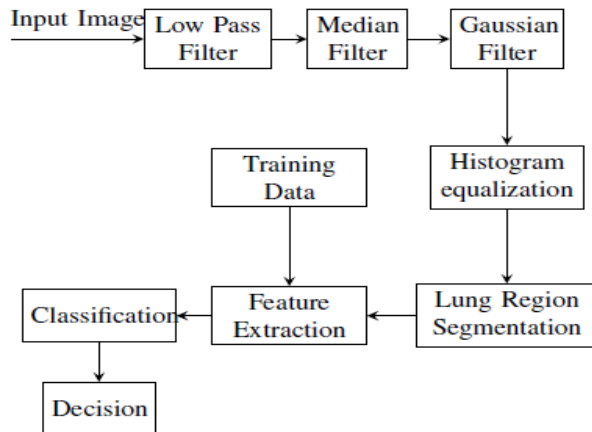 Input Image
Low Pass
Filter
Median
Filter
Gaussian
Filter
Histogram
equalization
Training
Data
Lung Region
Segmentation
Feature
Extraction
Classification
Decision